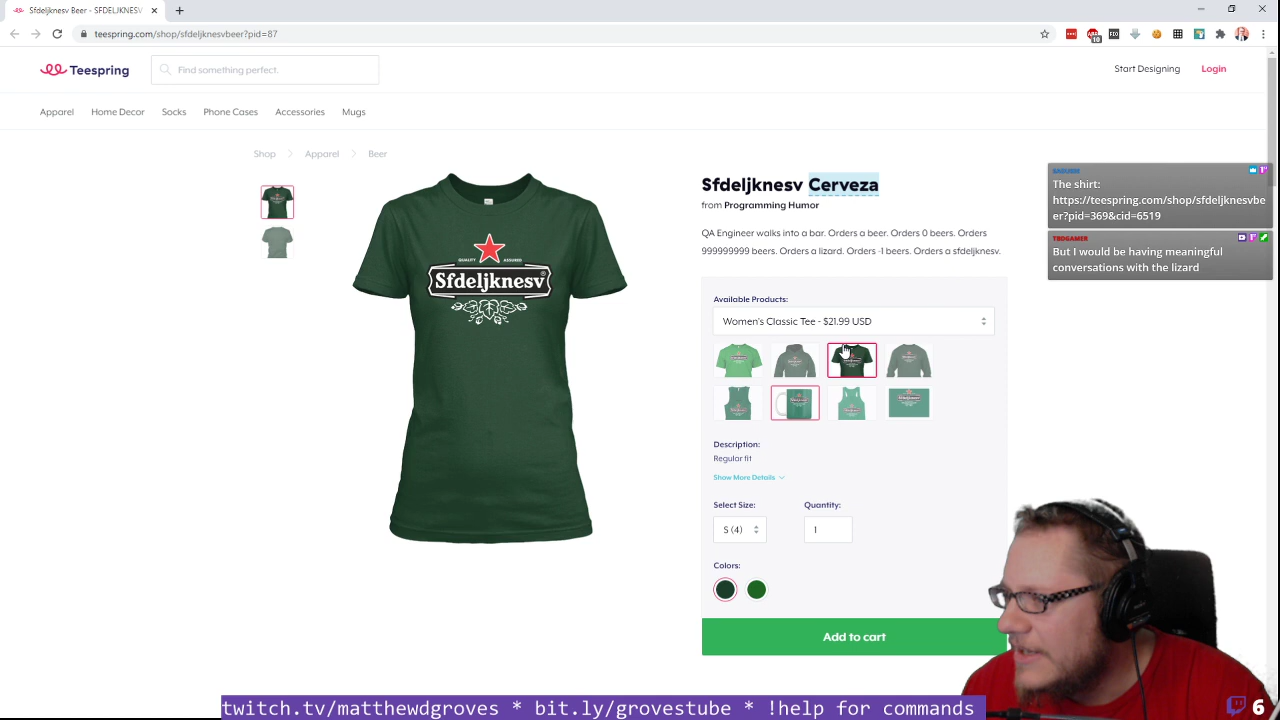 Sfdeljknesv BEER - Teespring
teespring.com/shop/sfdeljknesvbeer?pid=87
10
Teespring
Find something perfect.
Start Designing
Login
Apparel
Home Decor
Socks
Phone Cases
Accessories
Mugs
Shop
Apparel
Beer
QUALITY ASSURED
Sfdeljknesv®
Sfdeljknesv Cerveza
from Programming Humor
QA Engineer walks into a bar. Orders a beer. Orders 0 beers. Orders
999999999 beers. Orders a lizard. Orders -1 beers. Orders a sfdeljknesv.
Available Products:
Women's Classic Tee - $21.99 USD
Description:
Regular fit
Show More Details
Select Size:
Quantity:
S (4)
1
Colors:
Add to cart
The shirt:
https://teespring.com/shop/sfdeljknesvbe
er?pid=369&cid=6519
TBDGAMER
But I would be having meaningful
conversations with the lizard
twitch.tv/matthewdgroves * bit.ly/grovestube * !help for commands
6